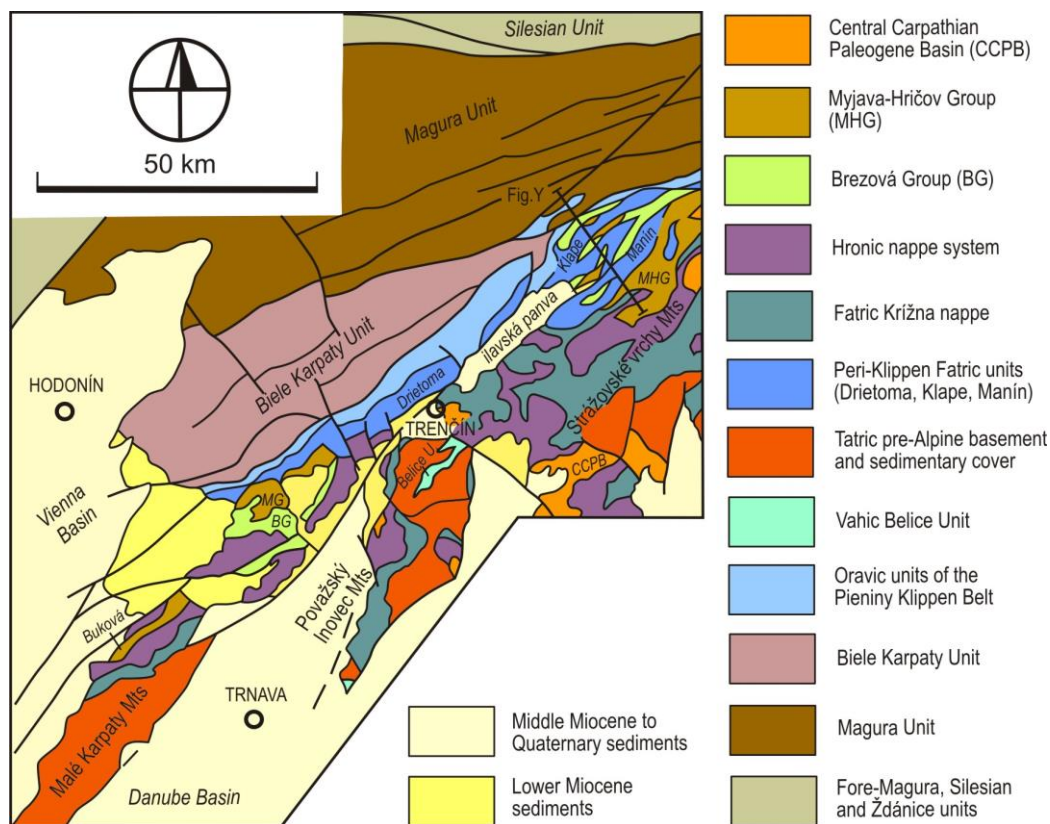 Silesian Unit
Magura Unit
50 km
Fig.Y
Klape
Manín
MHG
ilavská panva
Strážovské vrchy Mts
Biele Karpaty Unit
HODONÍN
Drietoma
TRENČÍN
Belice U.
CCPB
Vienna
Basin
MG
BG
Považský
Inovec Mts
Buková
TRNAVA
Malé Karpaty Mts
Danube Basin
Central Carpathian
Paleogene Basin (CCPB)
Myjava-Hričov Group
(MHG)
Brezová Group (BG)
Hronic nappe system
Fatric Krížna nappe
Peri-Klippen Fatric units
(Drietoma, Klape, Manín)
Tatric pre-Alpine basement
and sedimentary cover
Vahic Belice Unit
Oravic units of the
Pieniny Klippen Belt
Biele Karpaty Unit
Magura Unit
Fore-Magura, Silesian
and Ždánice units
Middle Miocene to
Quaternary sediments
Lower Miocene
sediments